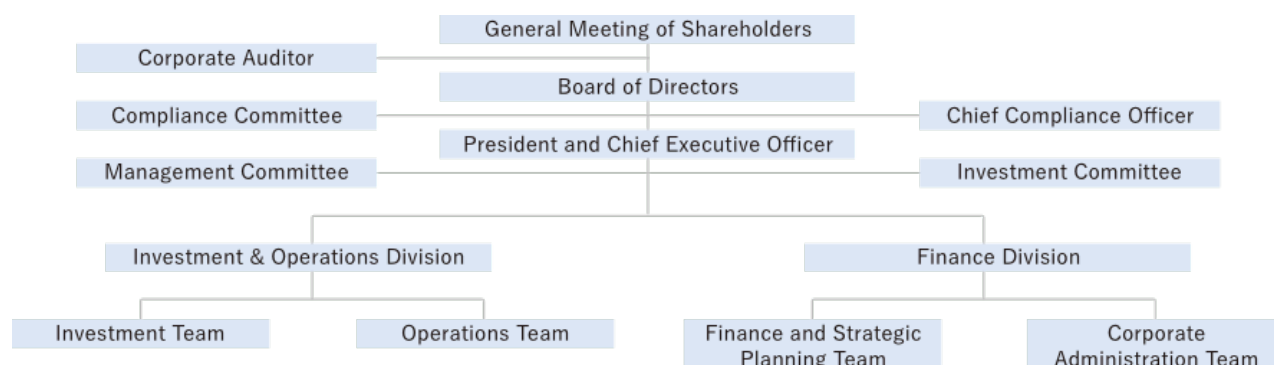 General Meeting of Shareholders
Corporate Auditor
Board of Directors
Compliance Committee
Chief Compliance Officer
President and Chief Executive Officer
Management Committee
Investment Committee
Investment & Operations Division
Finance Division
Investment Team
Operations Team
Finance and Strategic
Planning Team
Corporate
Administration Team